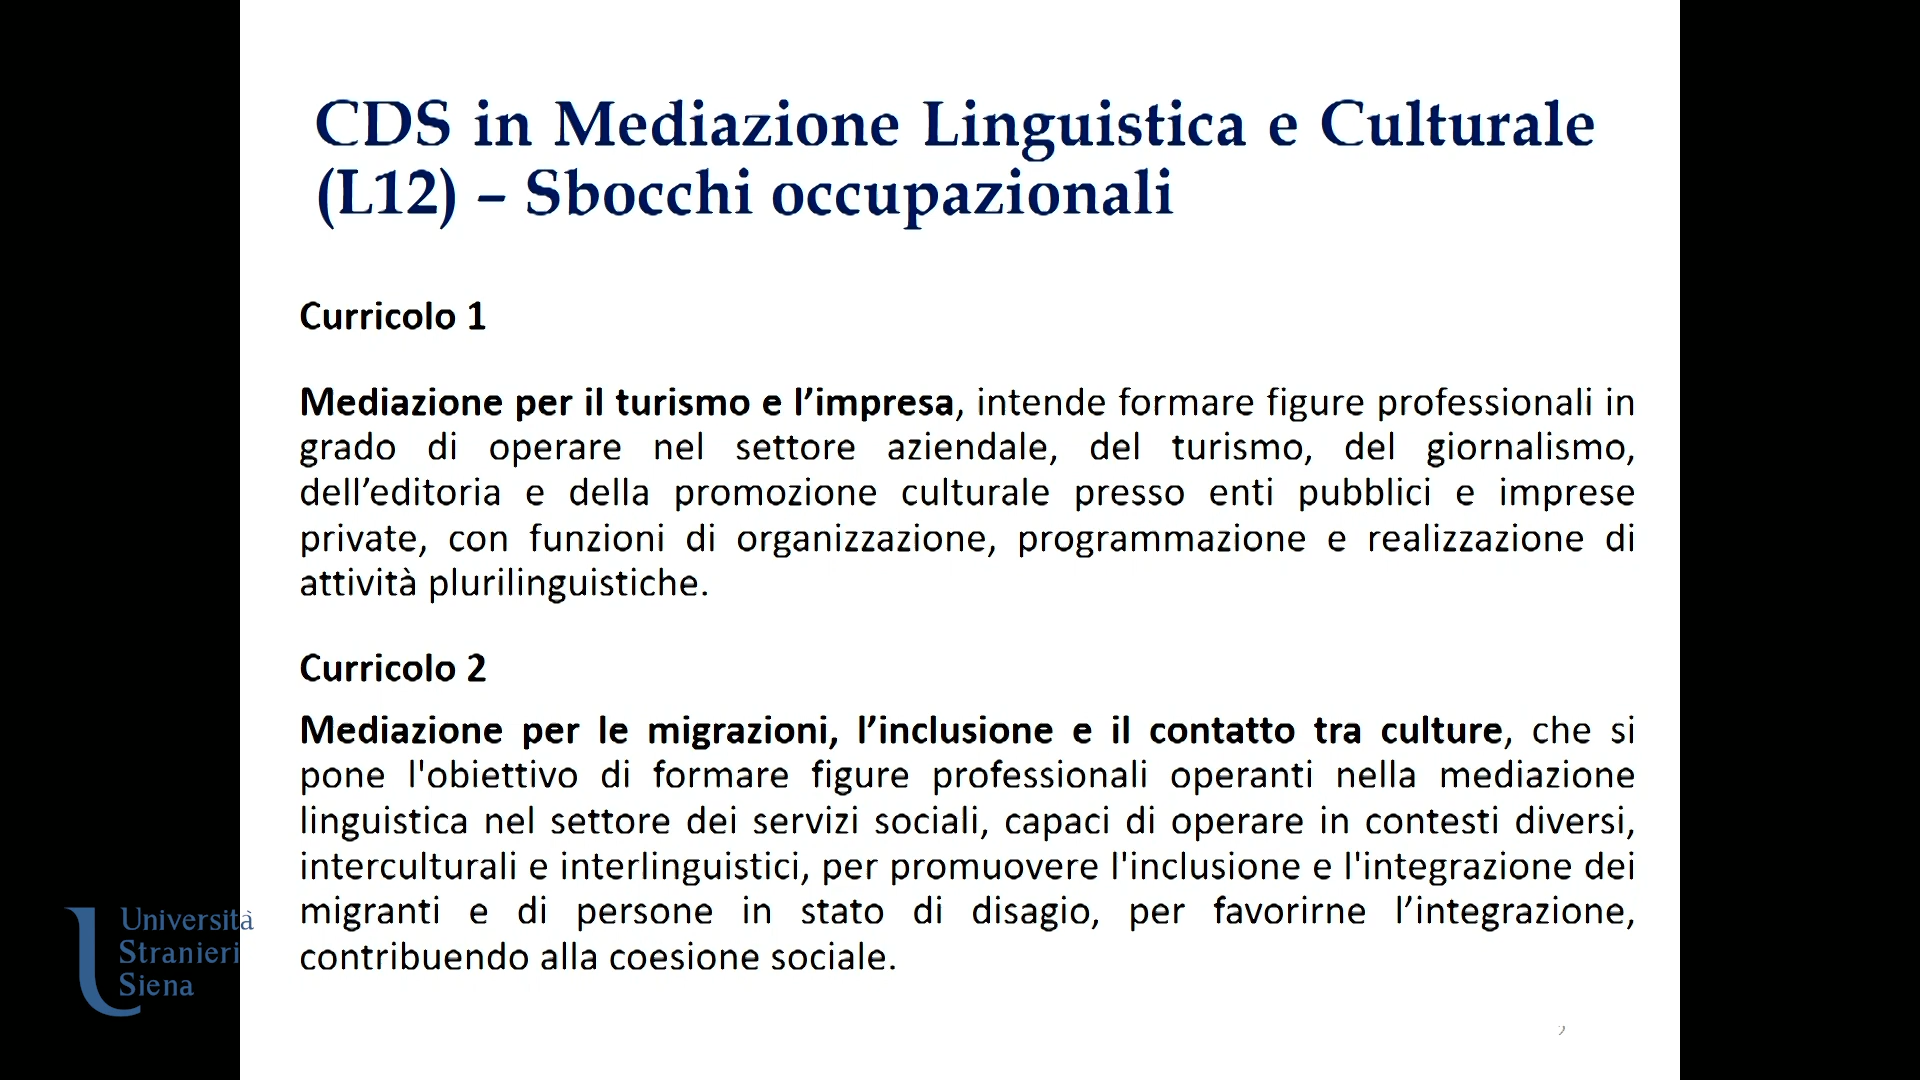 CDS in Mediazione Linguistica e Culturale
(L12) – Sbocchi occupazionali
Curricolo 1
Mediazione per il turismo e l’impresa, intende formare figure professionali in
grado di operare nel settore aziendale, del turismo, del giornalismo,
dell’editoria e della promozione culturale presso enti pubblici e imprese
private, con funzioni di organizzazione, programmazione e realizzazione di
attività plurilinguistiche.
Curricolo 2
Mediazione per le migrazioni, l’inclusione e il contatto tra culture, che si
pone l'obiettivo di formare figure professionali operanti nella mediazione
linguistica nel settore dei servizi sociali, capaci di operare in contesti diversi,
interculturali e interlinguistici, per promuovere l'inclusione e l'integrazione dei
migranti e di persone in stato di disagio, per favorirne l’integrazione,
contribuendo alla coesione sociale.
Università
Stranieri
Siena